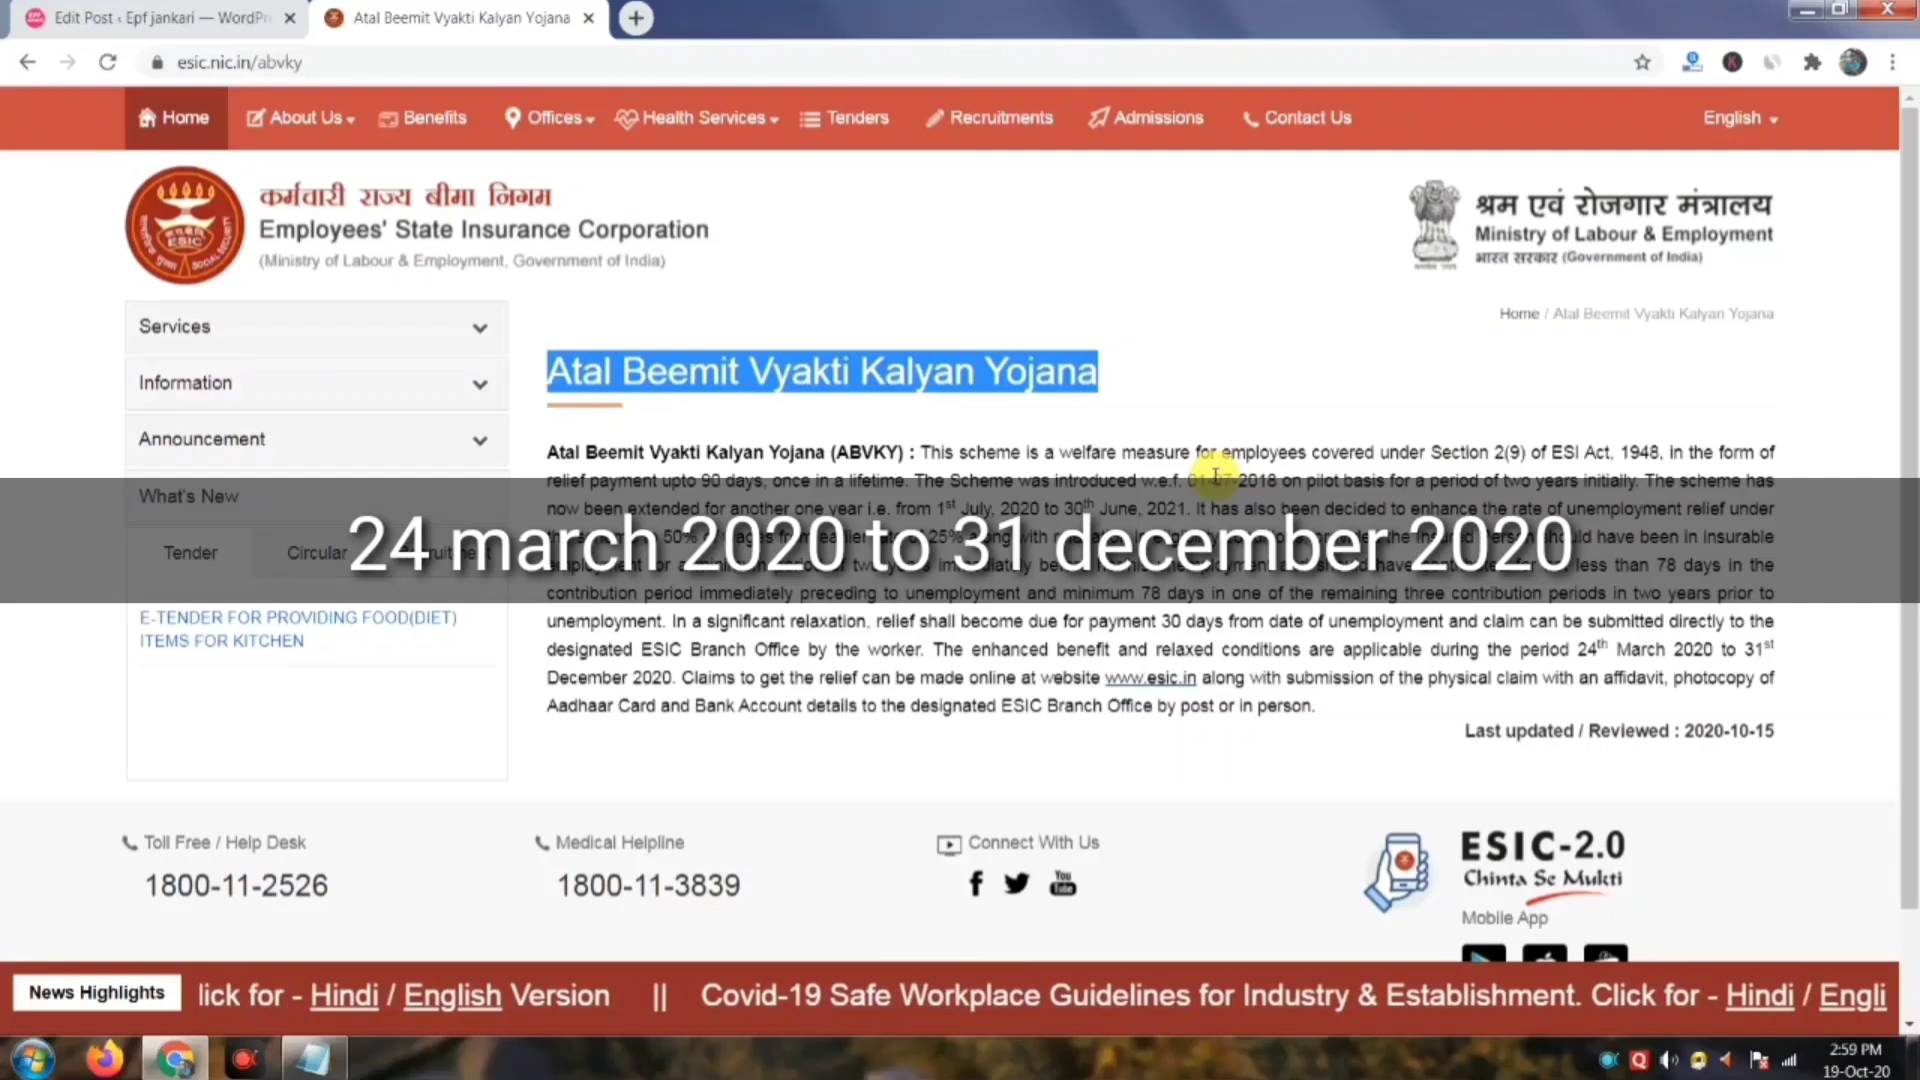 Edit Post ‹ Epf jankari — WordPr
Atal Beemit Vyakti Kalyan Yojana
esic.nic.in/abvky
Home
About Us
Benefits
Offices
Health Services
Tenders
Recruitments
Admissions
Contact Us
English
कर्मचारी राज्य बीमा निगम
Employees' State Insurance Corporation
(Ministry of Labour & Employment, Government of India)
ESIC
श्रम एवं रोजगार मंत्रालय
Ministry of Labour & Employment
भारत सरकार (Government of India)
Home / Atal Beemit Vyakti Kalyan Yojana
Services
Information
Announcement
What's New
Tender
Circular
E-TENDER FOR PROVIDING FOOD(DIET)
ITEMS FOR KITCHEN
Atal Beemit Vyakti Kalyan Yojana
Atal Beemit Vyakti Kalyan Yojana (ABVKY) : This scheme is a welfare measure for employees covered under Section 2(9) of ESI Act, 1948, in the form of
relief payment upto 90 days, once in a lifetime. The Scheme was introduced w.e.f. 01-07-2018 on pilot basis for a period of two years initially. The scheme has
now been extended for another one year i.e. from 1st July, 2020 to 30th June, 2021. It has also been decided to enhance the rate of unemployment relief under
50% 25% the Insured Person should have been in insurable
24 march 2020 to 31 december 2020
less than 78 days in the
contribution period immediately preceding to unemployment and minimum 78 days in one of the remaining three contribution periods in two years prior to
unemployment. In a significant relaxation, relief shall become due for payment 30 days from date of unemployment and claim can be submitted directly to the
designated ESIC Branch Office by the worker. The enhanced benefit and relaxed conditions are applicable during the period 24th March 2020 to 31st
December 2020. Claims to get the relief can be made online at website www.esic.in along with submission of the physical claim with an affidavit, photocopy of
Aadhaar Card and Bank Account details to the designated ESIC Branch Office by post or in person.
Last updated / Reviewed : 2020-10-15
Toll Free / Help Desk
1800-11-2526
Medical Helpline
1800-11-3839
Connect With Us
You
ESIC-2.0
Chinta Se Mukti
Mobile App
News Highlights
lick for - Hindi / English Version || Covid-19 Safe Workplace Guidelines for Industry & Establishment. Click for - Hindi / Engli
2:59 PM
19-Oct-20